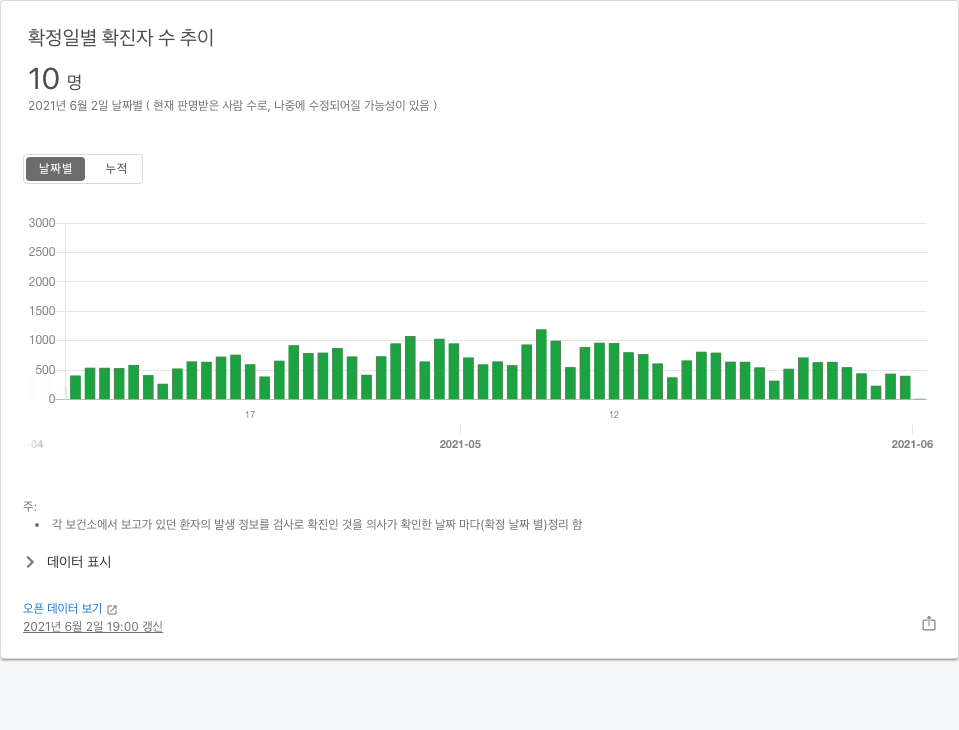 확정일별 확진자 수 추이
10 명
2021년 6월 2일 날짜별 ( 현재 판명받은 사람 수로, 나중에 수정되어질 가능성이 있음 )
날짜별 누적
3000
2500
2000
1500
1000
500
0
17 12
-04 2021-05 2021-06
주:
• 각 보건소에서 보고가 있던 환자의 발생 정보를 검사로 확진인 것을 의사가 확인한 날짜 마다(확정 날짜 별)정리 함
데이터 표시
오픈 데이터 보기
2021년 6월 2일 19:00 갱신